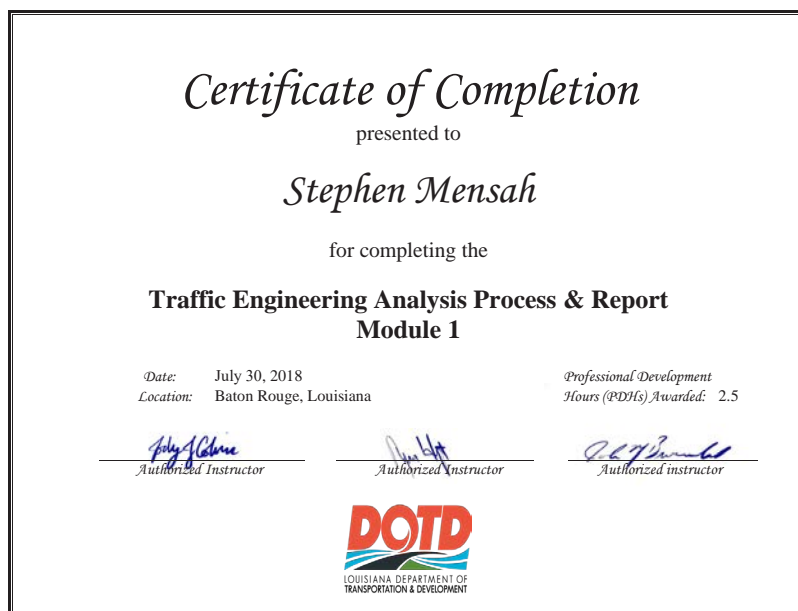 Certificate of Completion
presented to
Stephen Mensah
for completing the
Traffic Engineering Analysis Process & Report
Module 1
Date: July 30, 2018
Location: Baton Rouge, Louisiana
Professional Development
Hours (PDHs) Awarded: 2.5
Authorized Instructor
Authorized Instructor
Authorized instructor
DOTD
LOUISIANA DEPARTMENT OF
TRANSPORTATION & DEVELOPMENT